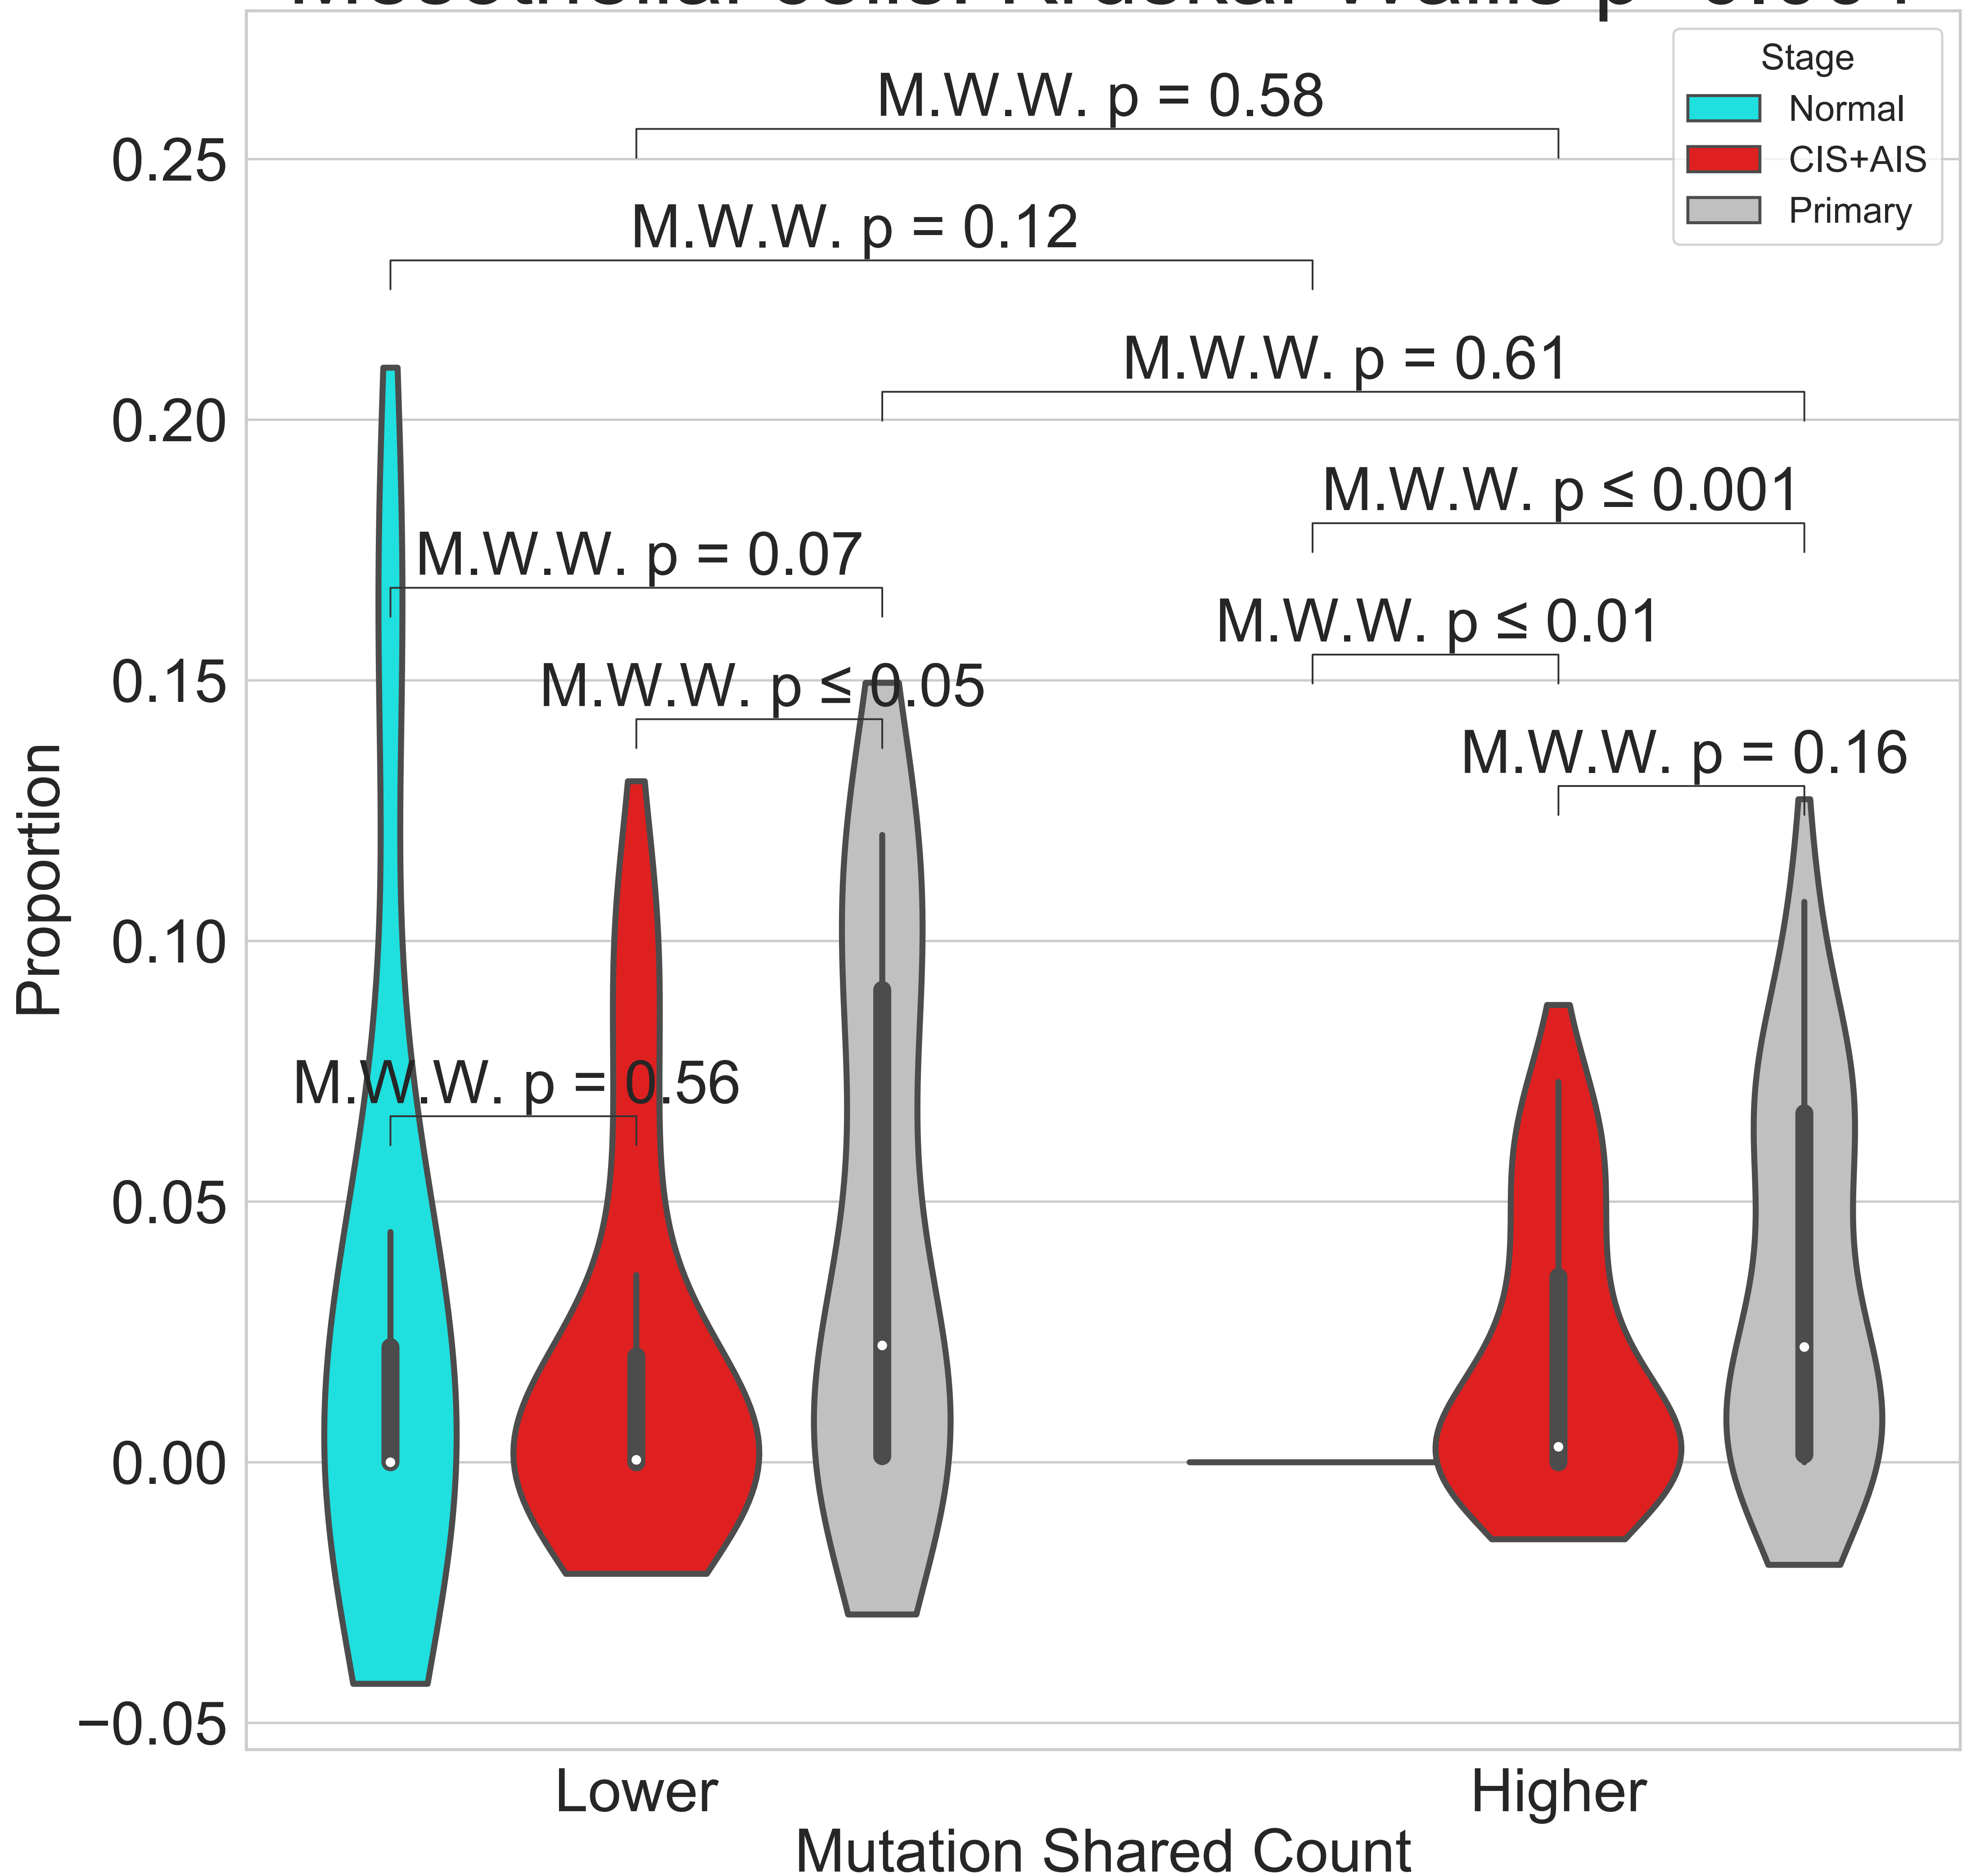 Stage
Normal
CIS+AIS
Primary
M.W.W. p = 0.58
M.W.W. p = 0.12
M.W.W. p = 0.61
M.W.W. p ≤ 0.001
M.W.W. p = 0.07
M.W.W. p ≤ 0.01
M.W.W. p ≤ 0.05
M.W.W. p = 0.16
M.W.W. p = 0.56
0.25
0.20
0.15
0.10
0.05
0.00
−0.05
Proportion
Lower
Higher
Mutation Shared Count